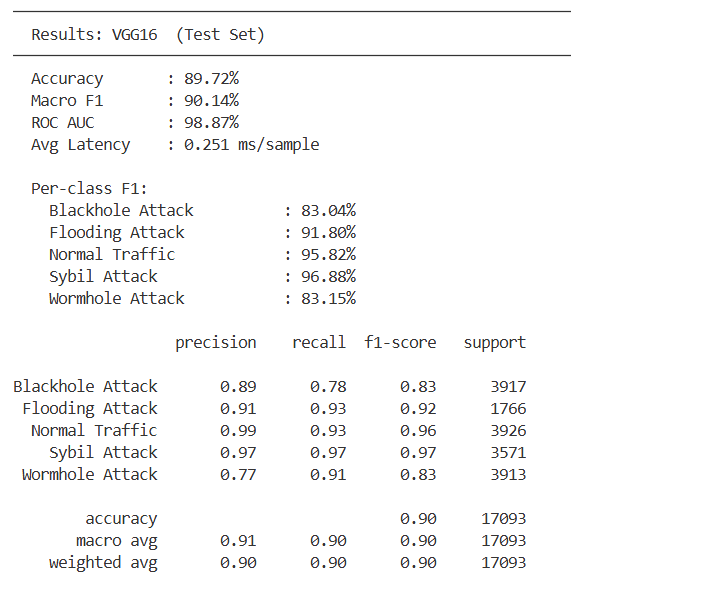 Results: VGG16  (Test Set)
Accuracy       : 89.72%
Macro F1       : 90.14%
ROC AUC        : 98.87%
Avg Latency    : 0.251 ms/sample
Per-class F1:
Blackhole Attack          : 83.04%
Flooding Attack           : 91.80%
Normal Traffic            : 95.82%
Sybil Attack              : 96.88%
Wormhole Attack           : 83.15%
precision    recall  f1-score   support
Blackhole Attack       0.89      0.78      0.83      3917
Flooding Attack       0.91      0.93      0.92      1766
Normal Traffic       0.99      0.93      0.96      3926
Sybil Attack       0.97      0.97      0.97      3571
Wormhole Attack       0.77      0.91      0.83      3913
accuracy                           0.90     17093
macro avg       0.91      0.90      0.90     17093
weighted avg       0.90      0.90      0.90     17093